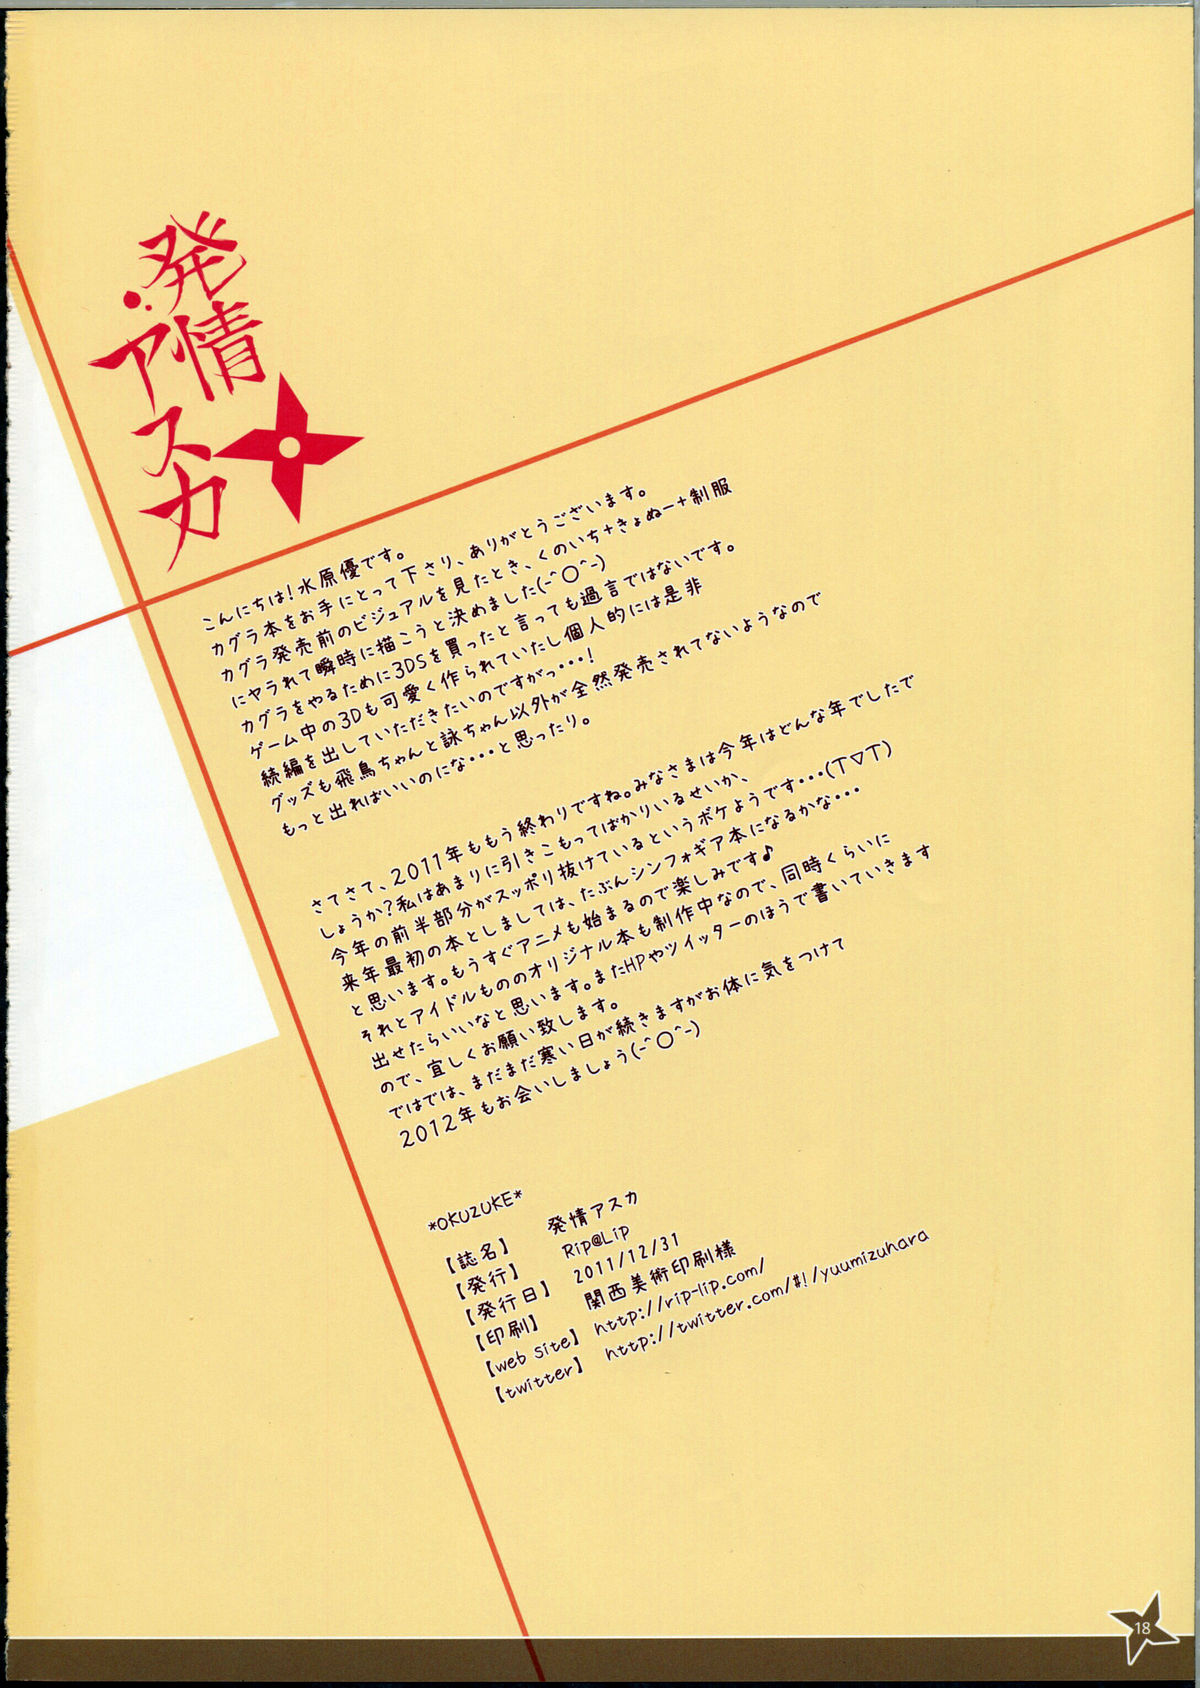 発情
アスカ
こんにちは!水原優です。
カグラ本をお手にとって下さり、ありがとうございます。
カグラ発売前のビジュアルを見たとき、くのいち+きょぬー+制服
にヤラれて瞬時に描こうと決めました(-^〇^-)
カグラをやるために3DSを買ったと言っても過言ではないです。
ゲーム中の3Dも可愛く作られていたし個人的には是非
続編を出していただきたいのですがっ・・・!
グッズも飛鳥ちゃんと詠ちゃん以外が全然発売されてないようなので
もっと出ればいいのにな・・・と思ったり。
さてさて、2011年ももう終わりですね。みなさまは今年はどんな年でしたで
しょうか?私はあまりに引きこもってばかりいるせいか、
今年の前半部分がスッポリ抜けているというボケようです・・・(T▽T)
来年最初の本としましては、たぶんシンフォギア本になるかな・・・
と思います。もうすぐアニメも始まるので楽しみです♪
それとアイドルもののオリジナル本も制作中なので、同時くらいに
出せたらいいなと思います。またHPやツイッターのほうで書いていきます
ので、宜しくお願い致します。
ではでは、まだまだ寒い日が続きますがお体に気をつけて
2012年もお会いしましょう(-^〇^-)
*OKUZUKE*
【誌名】 発情アスカ
【発行】 Rip@Lip
【発行日】 2011/12/31
【印刷】 関西美術印刷様
【web site】 http://rip-lip.com/
【twitter】 http://twitter.com/#!/yuumizuhara
18